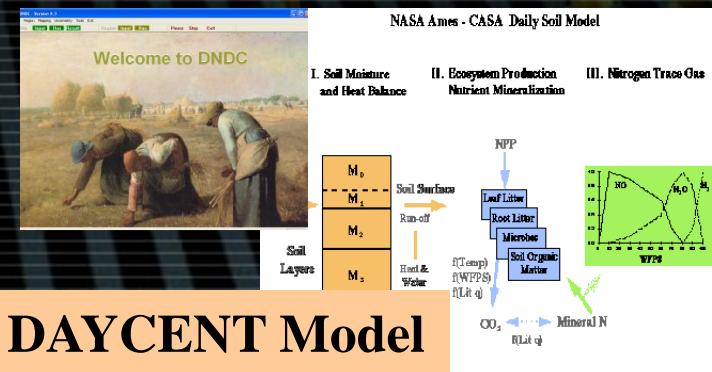 Welcome to DNDC
NASA Ames - CASA Daily Soil Model
I. Soil Moisture
and Heat Balance
II. Ecosystem Production
Nutrient Mineralization
III. Nitrogen Trace Gas
M0
M1
M2
M3
Soil Surface
Run-off
Soil
Layers
Heat &
Water
NPP
Leaf Litter
Root Litter
Microbes
Soil Organic
Matter
f(Temp)
f(WFPS)
f(Lit q)
CO2
Mineral N
f(Lit q)
NO
N2O
N2
WFPS
DAYCENT Model